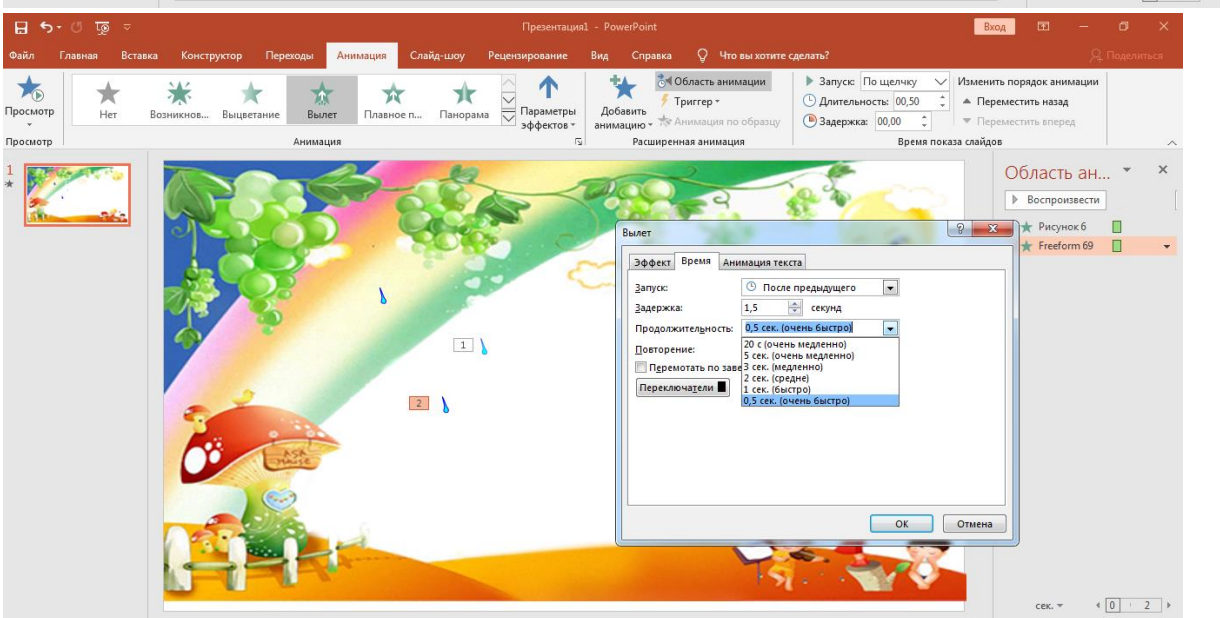 Презентация1 - PowerPoint
Вход
Файл Главная Вставка Конструктор Переходы Анимация Слайд-шоу Рецензирование Вид Справка Что вы хотите сделать? Поделиться
Просмотр
Нет Возникнов... Выцветание Вылет Плавное п... Панорама
Параметры эффектов
Добавить анимацию
Область анимации
Триггер
Анимация по образцу
Запуск: По щелчку
Длительность: 00,50
Задержка: 00,00
Изменить порядок анимации
Переместить назад
Переместить вперед
Просмотр Анимация Расширенная анимация Время показа слайдов
1
ASA
HOUSE
1
2
Вылет
Эффект Время Анимация текста
Запуск: После предыдущего
Задержка: 1,5 секунд
Продолжительность: 0,5 сек. (очень быстро)
Повторение:
Перемотать по заве
Переключатели
20 с (очень медленно)
5 сек. (очень медленно)
3 сек. (медленно)
2 сек. (средне)
1 сек. (быстро)
0,5 сек. (очень быстро)
ОК Отмена
Область ан...
Воспроизвести
Рисунок 6
Freeform 69
сек. 0 2